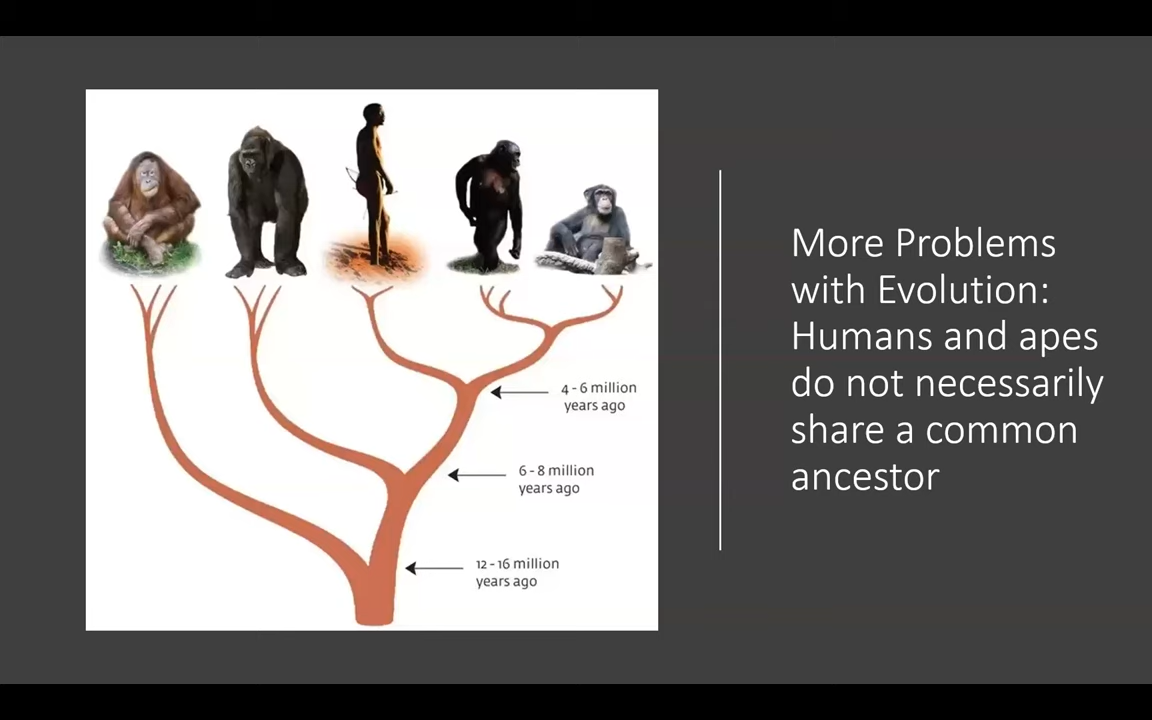 4 - 6 million
years ago
6 - 8 million
years ago
12 - 16 million
years ago
More Problems
with Evolution:
Humans and apes
do not necessarily
share a common
ancestor